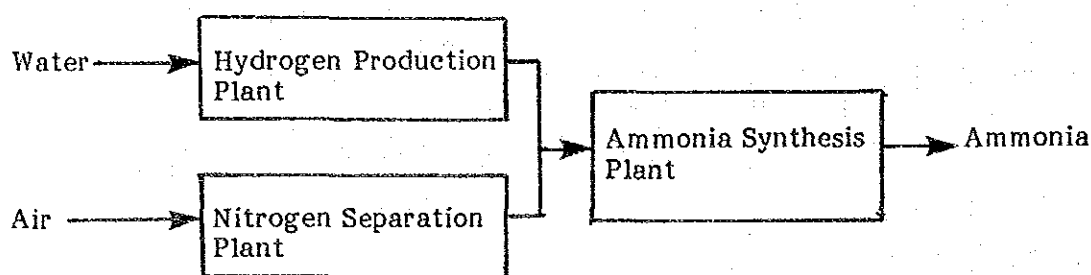 Water
Hydrogen Production
Plant
Ammonia Synthesis
Plant
Ammonia
Air
Nitrogen Separation
Plant